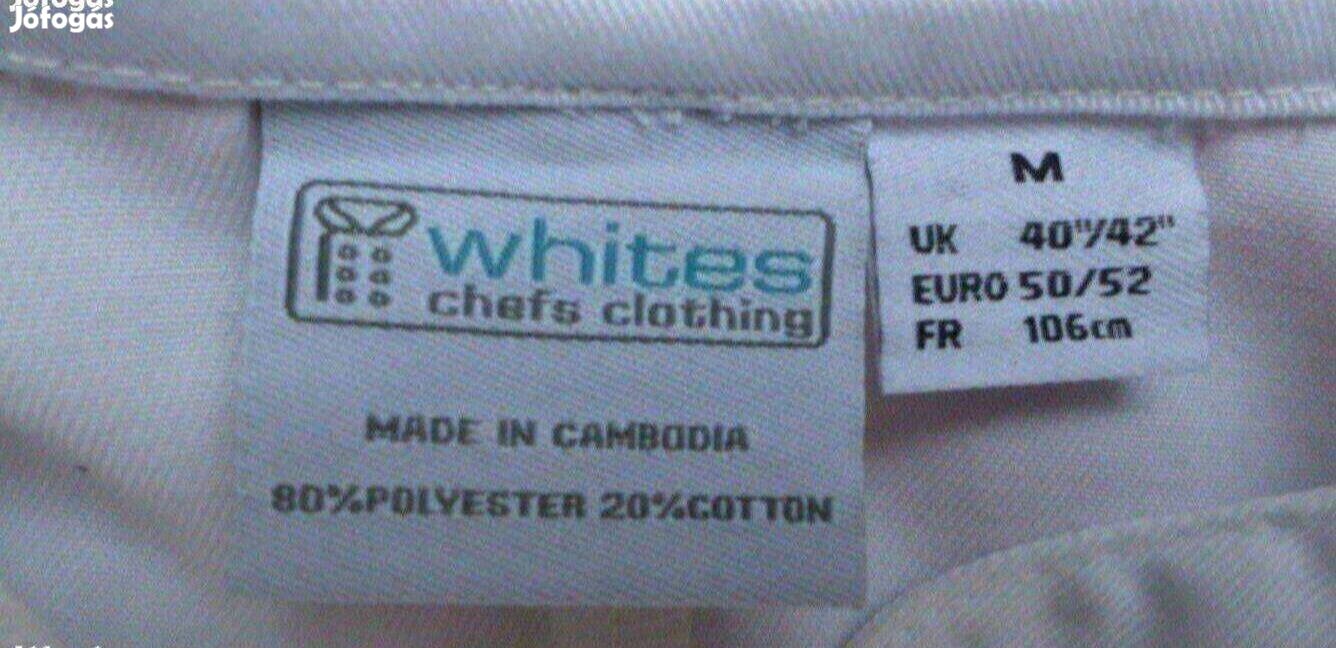 Jófogás
Jófogás
whites
chefs clothing
MADE IN CAMBODIA
80%POLYESTER 20%COTTON
M
UK 40"/42"
EURO 50/52
FR 106cm